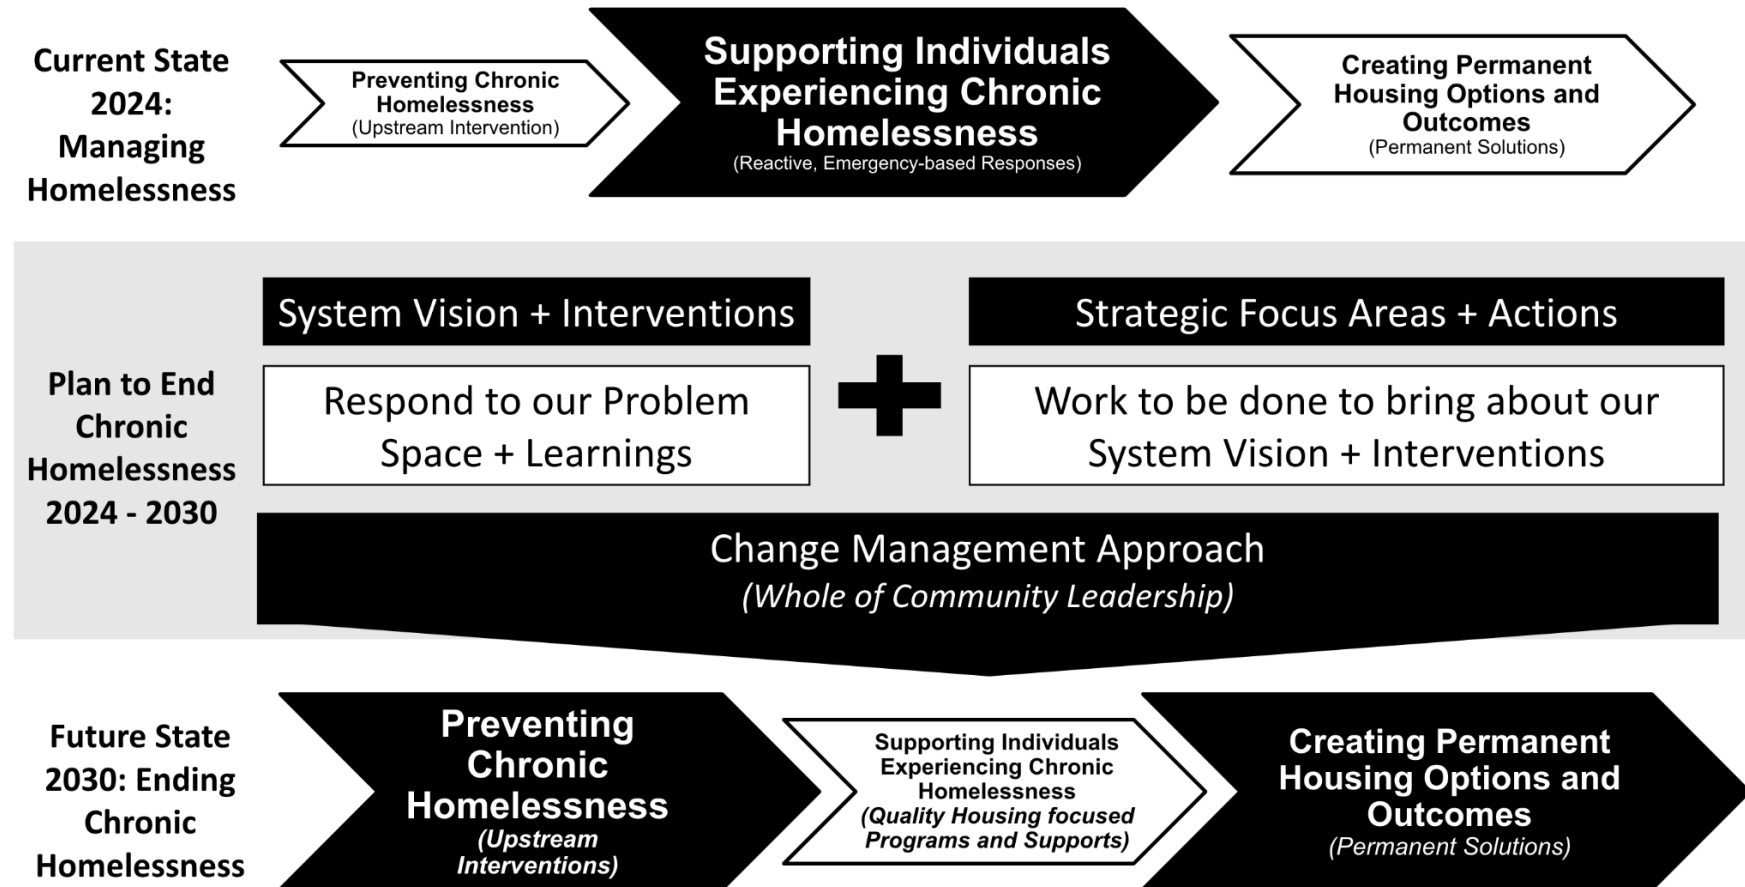 Current State
2024:
Managing
Homelessness
Preventing Chronic
Homelessness
(Upstream Intervention)
Supporting Individuals
Experiencing Chronic
Homelessness
(Reactive, Emergency-based Responses)
Creating Permanent
Housing Options and
Outcomes
(Permanent Solutions)
Plan to End
Chronic
Homelessness
2024 - 2030
System Vision + Interventions
Respond to our Problem
Space + Learnings
Strategic Focus Areas + Actions
Work to be done to bring about our
System Vision + Interventions
Change Management Approach
(Whole of Community Leadership)
Future State
2030: Ending
Chronic
Homelessness
Preventing
Chronic
Homelessness
(Upstream
Interventions)
Supporting Individuals
Experiencing Chronic
Homelessness
(Quality Housing focused
Programs and Supports)
Creating Permanent
Housing Options and
Outcomes
(Permanent Solutions)